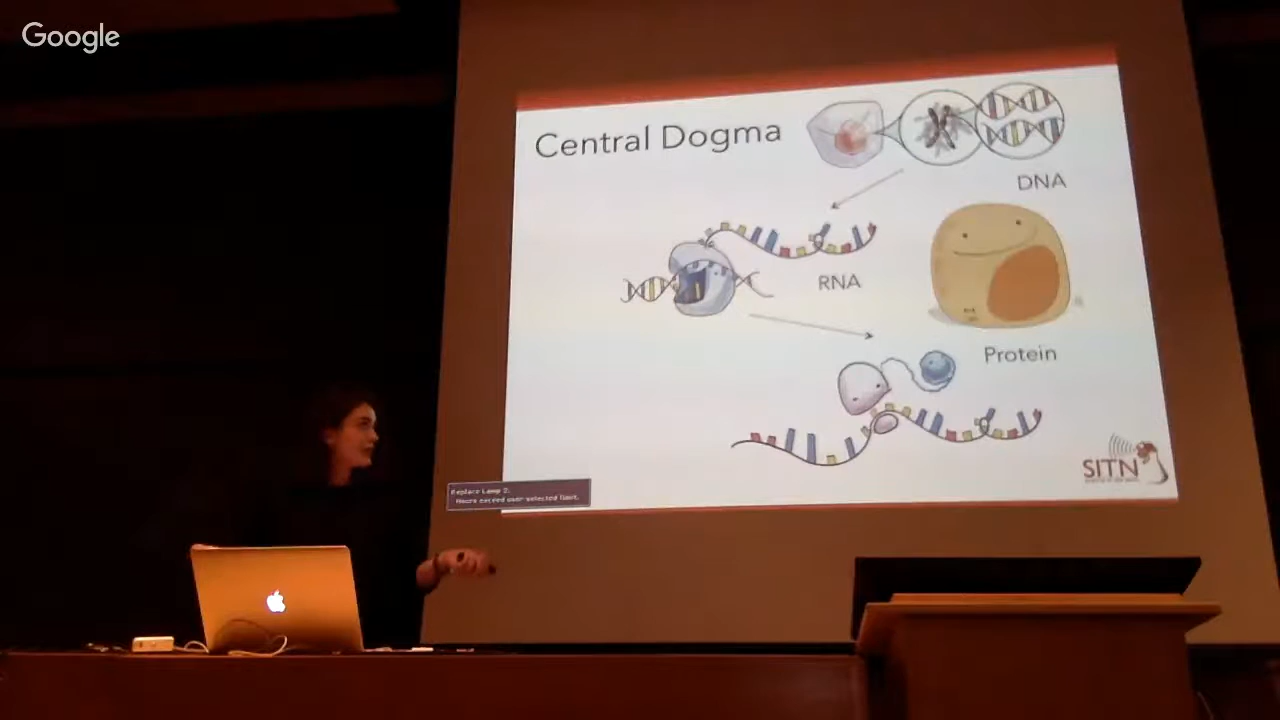 Google
Central Dogma
DNA
RNA
Protein
SITN
Replace Lamp 2.
Hours exceed user selected limit.